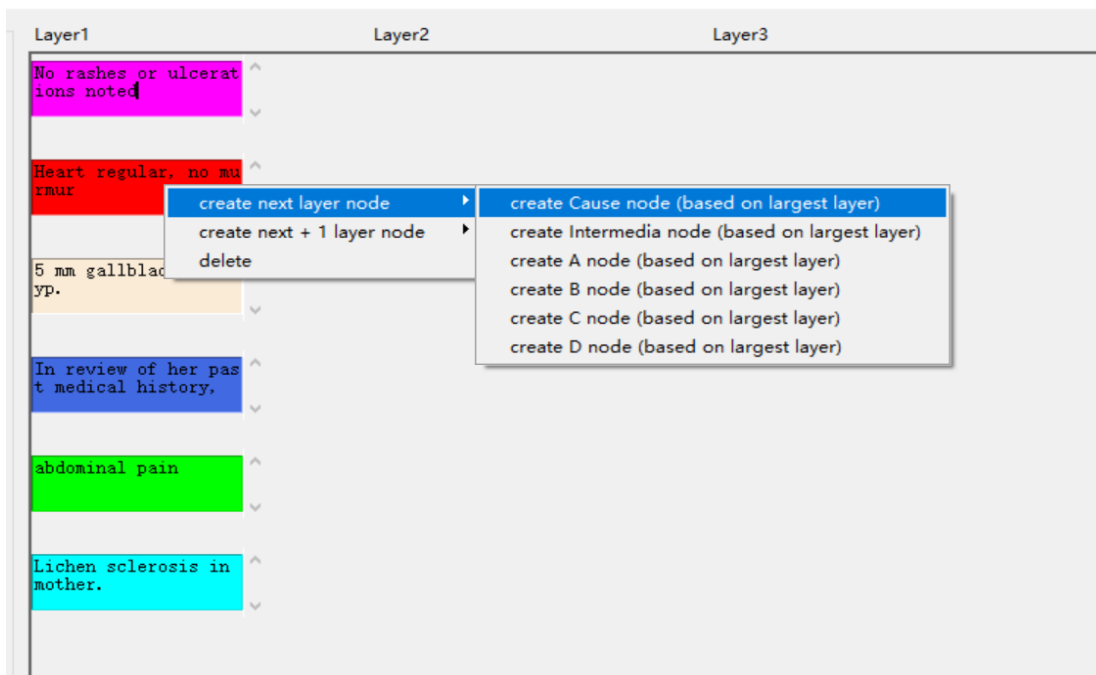 Layer1 Layer2 Layer3
No rashes or ulcerat
ions noted
Heart regular, no mu
rmur
create next layer node
create next + 1 layer node
delete
create Cause node (based on largest layer)
create Intermedia node (based on largest layer)
create A node (based on largest layer)
create B node (based on largest layer)
create C node (based on largest layer)
create D node (based on largest layer)
5 mm
yp.
In review of her pas
t medical history,
abdominal pain
Lichen sclerosis in
mother.